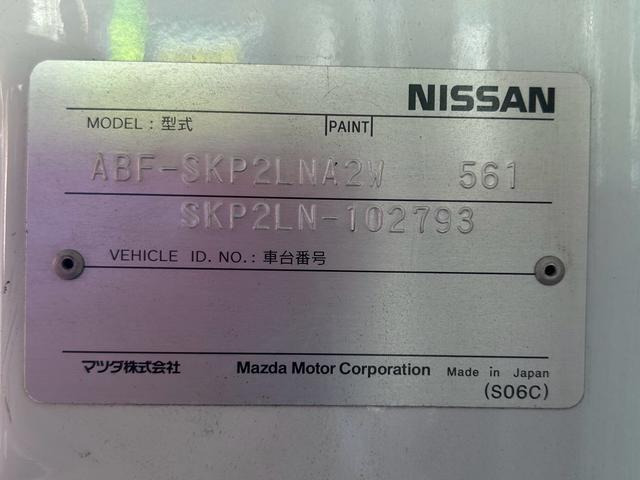 NISSAN
MODEL : 型式 PAINT
ABF-SKP2LNA2W 561
SKP2LN-102793
VEHICLE ID. NO. : 車台番号
マツダ株式会社 Mazda Motor Corporation Made in Japan
(S06C)